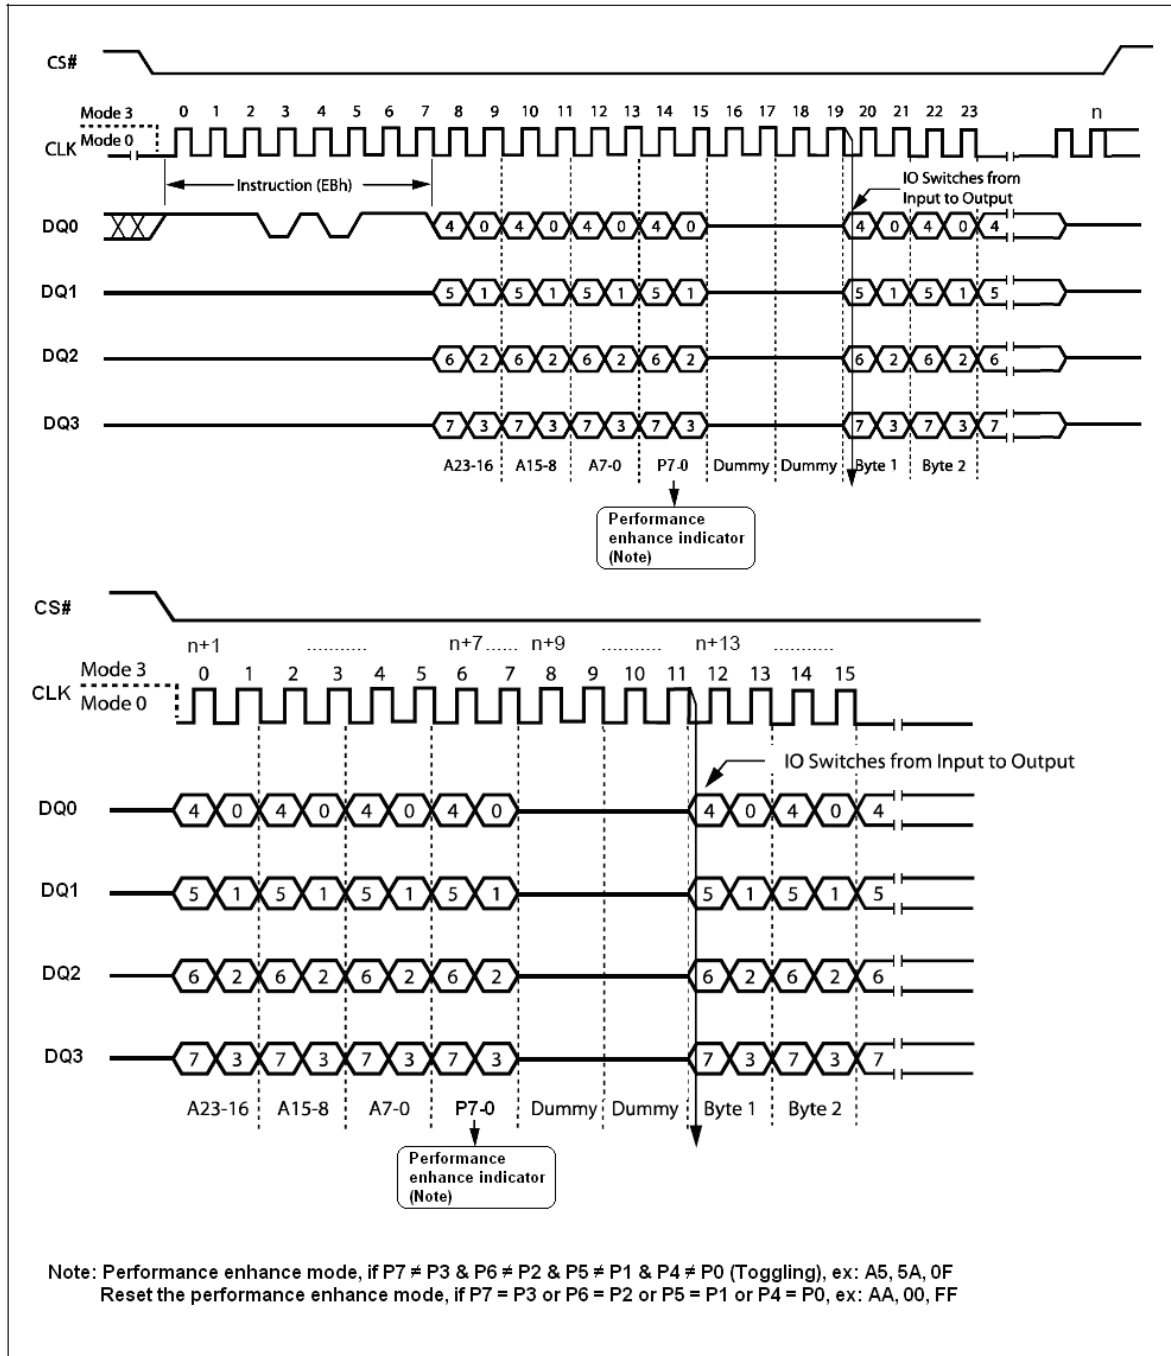 CS#
Mode 3
0 1 2 3 4 5 6 7 8 9 10 11 12 13 14 15 16 17 18 19 20 21 22 23 n
CLK Mode 0
Instruction (EBh)
IO Switches from
Input to Output
DQ0 4 0 4 0 4 0 4 0 4 0 4 0 4
DQ1 5 1 5 1 5 1 5 1 5 1 5 1 5
DQ2 6 2 6 2 6 2 6 2 6 2 6 2 6
DQ3 7 3 7 3 7 3 7 3 7 3 7 3 7
A23-16 A15-8 A7-0 P7-0 Dummy Dummy Byte 1 Byte 2
Performance
enhance indicator
(Note)
CS#
n+1 ........... n+7 ...... n+9 ........... n+13 ...........
Mode 3 0 1 2 3 4 5 6 7 8 9 10 11 12 13 14 15
CLK
Mode 0
IO Switches from Input to Output
DQ0 4 0 4 0 4 0 4 0 4 0 4 0 4
DQ1 5 1 5 1 5 1 5 1 5 1 5 1 5
DQ2 6 2 6 2 6 2 6 2 6 2 6 2 6
DQ3 7 3 7 3 7 3 7 3 7 3 7 3 7
A23-16 A15-8 A7-0 P7-0 Dummy Dummy Byte 1 Byte 2
Performance
enhance indicator
(Note)
Note: Performance enhance mode, if P7 ≠ P3 & P6 ≠ P2 & P5 ≠ P1 & P4 ≠ P0 (Toggling), ex: A5, 5A, 0F
Reset the performance enhance mode, if P7 = P3 or P6 = P2 or P5 = P1 or P4 = P0, ex: AA, 00, FF